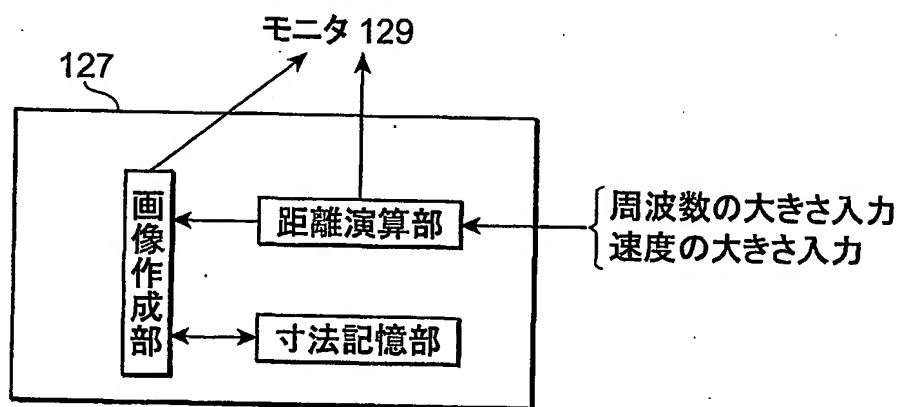 モニタ 129
127
画像作成部
距離演算部
周波数の大きさ入力
速度の大きさ入力
寸法記憶部